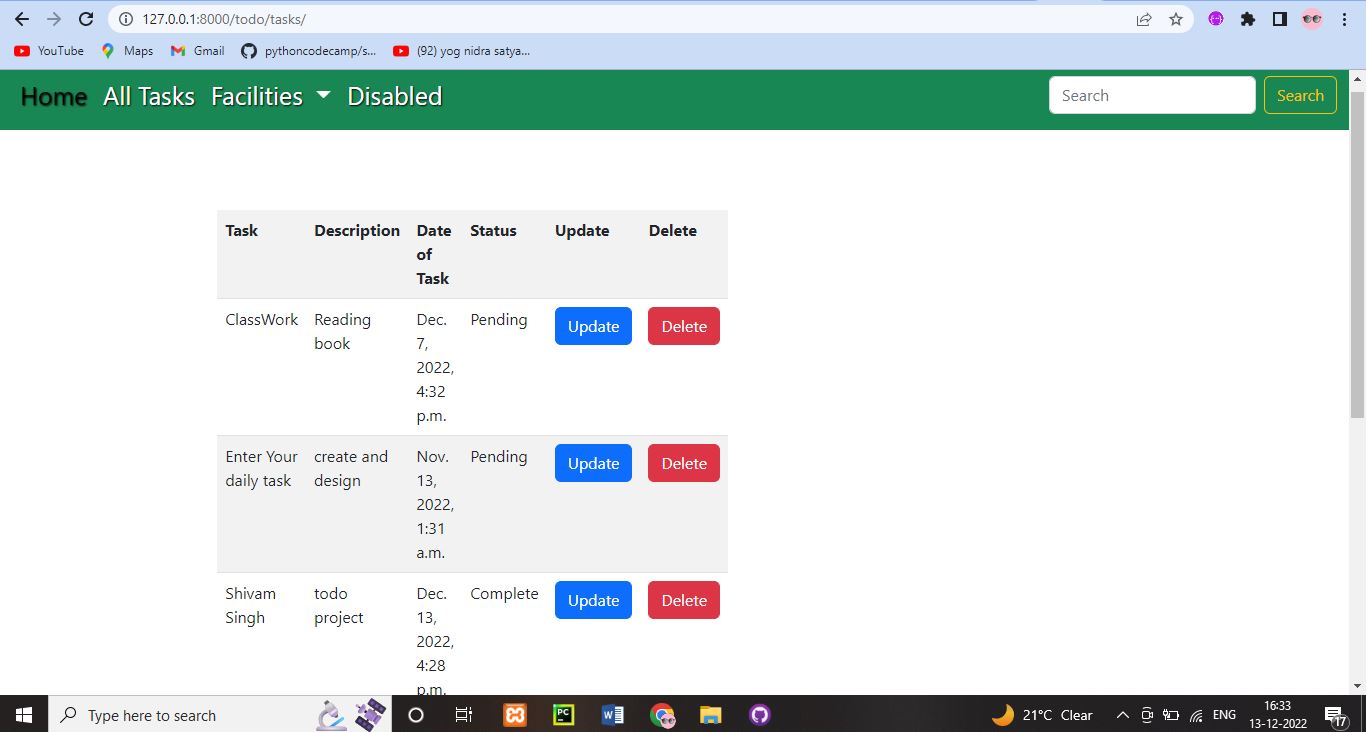 127.0.0.1:8000/todo/tasks/
YouTube Maps Gmail pythoncodecamp/s... (92) yog nidra satya...
Home All Tasks Facilities Disabled Search Search
Task Description Date of Task Status Update Delete
ClassWork Reading book Dec. 7, 2022, 4:32 p.m. Pending Update Delete
Enter Your daily task create and design Nov. 13, 2022, 1:31 a.m. Pending Update Delete
Shivam Singh todo project Dec. 13, 2022, 4:28 p.m. Complete Update Delete
Type here to search PC W 21°C Clear ENG 16:33
13-12-2022 17